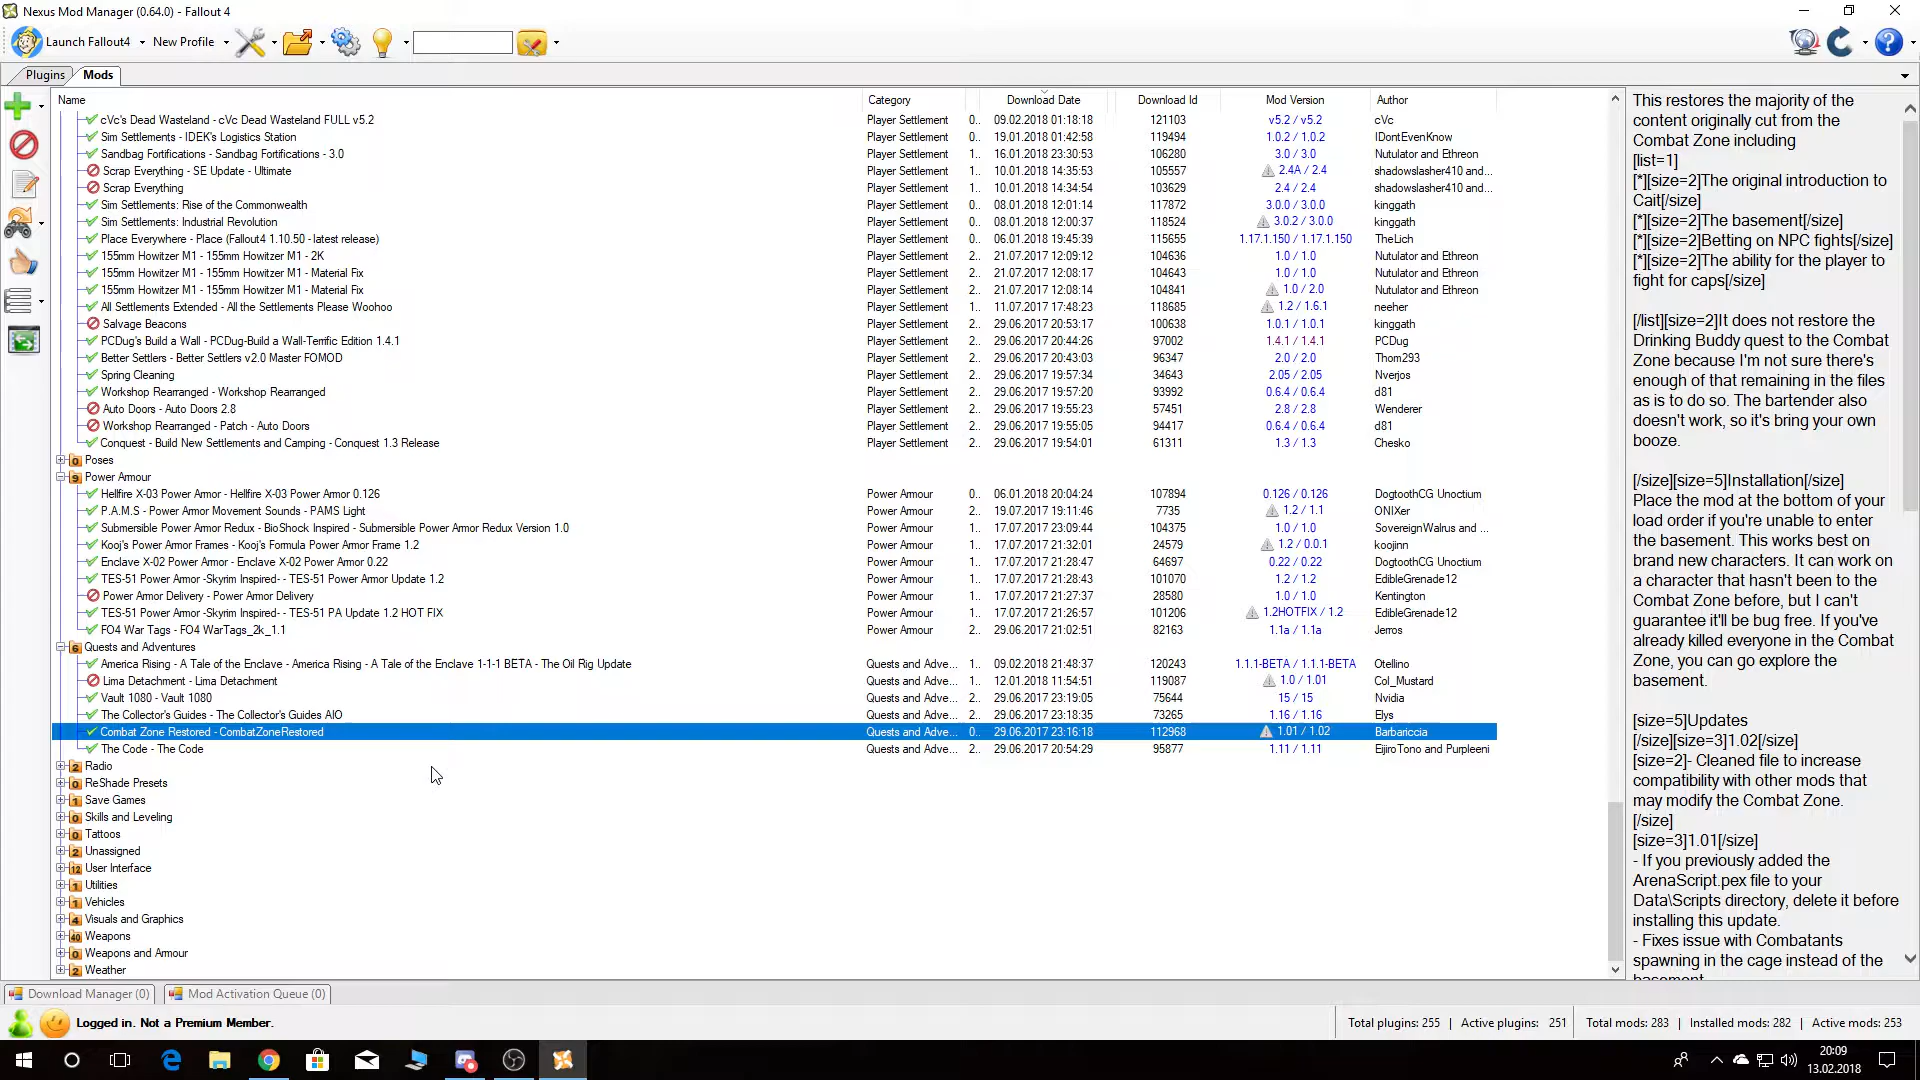 Nexus Mod Manager (0.64.0) - Fallout 4
Launch Fallout4 New Profile
Plugins Mods
Name Category Download Date Download Id Mod Version Author
cVc's Dead Wasteland - cVc Dead Wasteland FULL v5.2 Player Settlement 0.. 09.02.2018 01:18:18 121103 v5.2 / v5.2 cVc
Sim Settlements - IDEK's Logistics Station Player Settlement 0.. 19.01.2018 01:42:58 119494 1.0.2 / 1.0.2 IDontEvenKnow
Sandbag Fortifications - Sandbag Fortifications - 3.0 Player Settlement 1.. 16.01.2018 23:30:53 106280 3.0 / 3.0 Nutulator and Ethreon
Scrap Everything - SE Update - Ultimate Player Settlement 1.. 10.01.2018 14:35:53 105557 2.4A / 2.4 shadowslasher410 and...
Scrap Everything Player Settlement 1.. 10.01.2018 14:34:54 103629 2.4 / 2.4 shadowslasher410 and...
Sim Settlements: Rise of the Commonwealth Player Settlement 0.. 08.01.2018 12:01:14 117872 3.0.0 / 3.0.0 kinggath
Sim Settlements: Industrial Revolution Player Settlement 0.. 08.01.2018 12:00:37 118524 3.0.2 / 3.0.0 kinggath
Place Everywhere - Place (Fallout4 1.10.50 - latest release) Player Settlement 0.. 06.01.2018 19:45:39 115655 1.17.1.150 / 1.17.1.150 TheLich
155mm Howitzer M1 - 155mm Howitzer M1 - 2K Player Settlement 2.. 21.07.2017 12:09:12 104636 1.0 / 1.0 Nutulator and Ethreon
155mm Howitzer M1 - 155mm Howitzer M1 - Material Fix Player Settlement 2.. 21.07.2017 12:08:17 104643 1.0 / 1.0 Nutulator and Ethreon
155mm Howitzer M1 - 155mm Howitzer M1 - Material Fix Player Settlement 2.. 21.07.2017 12:08:14 104841 1.0 / 2.0 Nutulator and Ethreon
All Settlements Extended - All the Settlements Please Woohoo Player Settlement 1.. 11.07.2017 17:48:23 118685 1.2 / 1.6.1 neeher
Salvage Beacons Player Settlement 2.. 29.06.2017 20:53:17 100638 1.0.1 / 1.0.1 kinggath
PCDug's Build a Wall - PCDug-Build a Wall-Terrific Edition 1.4.1 Player Settlement 2.. 29.06.2017 20:44:26 97002 1.4.1 / 1.4.1 PCDug
Better Settlers - Better Settlers v2.0 Master FOMOD Player Settlement 2.. 29.06.2017 20:43:03 96347 2.0 / 2.0 Thom293
Spring Cleaning Player Settlement 2.. 29.06.2017 19:57:34 34643 2.05 / 2.05 Nverjos
Workshop Rearranged - Workshop Rearranged Player Settlement 2.. 29.06.2017 19:57:20 93992 0.6.4 / 0.6.4 d81
Auto Doors - Auto Doors 2.8 Player Settlement 2.. 29.06.2017 19:55:23 57451 2.8 / 2.8 Wenderer
Workshop Rearranged - Patch - Auto Doors Player Settlement 2.. 29.06.2017 19:55:05 94417 0.6.4 / 0.6.4 d81
Conquest - Build New Settlements and Camping - Conquest 1.3 Release Player Settlement 2.. 29.06.2017 19:54:01 61311 1.3 / 1.3 Chesko
0 Poses
9 Power Armour
Hellfire X-03 Power Armor - Hellfire X-03 Power Armor 0.126 Power Armour 0.. 06.01.2018 20:04:24 107894 0.126 / 0.126 DogtoothCG Unoctium
P.A.M.S - Power Armor Movement Sounds - PAMS Light Power Armour 2.. 19.07.2017 19:11:46 7735 1.2 / 1.1 ONIXer
Submersible Power Armor Redux - BioShock Inspired - Submersible Power Armor Redux Version 1.0 Power Armour 1.. 17.07.2017 23:09:44 104375 1.0 / 1.0 SovereignWalrus and ...
Kooj's Power Armor Frames - Kooj's Formula Power Armor Frame 1.2 Power Armour 1.. 17.07.2017 21:32:01 24579 1.2 / 0.0.1 koojinn
Enclave X-02 Power Armor - Enclave X-02 Power Armor 0.22 Power Armour 1.. 17.07.2017 21:28:47 64697 0.22 / 0.22 DogtoothCG Unoctium
TES-51 Power Armor -Skyrim Inspired- - TES-51 Power Armor Update 1.2 Power Armour 1.. 17.07.2017 21:28:43 101070 1.2 / 1.2 EdibleGrenade12
Power Armor Delivery - Power Armor Delivery Power Armour 1.. 17.07.2017 21:27:37 28580 1.0 / 1.0 Kentington
TES-51 Power Armor -Skyrim Inspired- - TES-51 PA Update 1.2 HOT FIX Power Armour 1.. 17.07.2017 21:26:57 101206 1.2HOTFIX / 1.2 EdibleGrenade12
FO4 War Tags - FO4 WarTags_2k_1.1 Power Armour 2.. 29.06.2017 21:02:51 82163 1.1a / 1.1a Jerros
6 Quests and Adventures
America Rising - A Tale of the Enclave - America Rising - A Tale of the Enclave 1-1-1 BETA - The Oil Rig Update Quests and Adve... 1.. 09.02.2018 21:48:37 120243 1.1.1-BETA / 1.1.1-BETA Otellino
Lima Detachment - Lima Detachment Quests and Adve... 1.. 12.01.2018 11:54:51 119087 1.0 / 1.01 Col_Mustard
Vault 1080 - Vault 1080 Quests and Adve... 2.. 29.06.2017 23:19:05 75644 15 / 15 Nvidia
The Collector's Guides - The Collector's Guides AIO Quests and Adve... 2.. 29.06.2017 23:18:35 73265 1.16 / 1.16 Elys
Combat Zone Restored - CombatZoneRestored Quests and Adve... 0.. 29.06.2017 23:16:18 112968 1.01 / 1.02 Barbariccia
The Code - The Code Quests and Adve... 2.. 29.06.2017 20:54:29 95877 1.11 / 1.11 EijiroTono and Purpleeni
2 Radio
0 ReShade Presets
1 Save Games
0 Skills and Leveling
0 Tattoos
2 Unassigned
12 User Interface
1 Utilities
1 Vehicles
4 Visuals and Graphics
40 Weapons
0 Weapons and Armour
2 Weather
This restores the majority of the
content originally cut from the
Combat Zone including
[list=1]
[*][size=2]The original introduction to
Cait[/size]
[*][size=2]The basement[/size]
[*][size=2]Betting on NPC fights[/size]
[*][size=2]The ability for the player to
fight for caps[/size]
[/list][size=2]It does not restore the
Drinking Buddy quest to the Combat
Zone because I'm not sure there's
enough of that remaining in the files
as is to do so. The bartender also
doesn't work, so it's bring your own
booze.
[/size][size=5]Installation[/size]
Place the mod at the bottom of your
load order if you're unable to enter
the basement. This works best on
brand new characters. It can work on
a character that hasn't been to the
Combat Zone before, but I can't
guarantee it'll be bug free. If you've
already killed everyone in the Combat
Zone, you can go explore the
basement.
[size=5]Updates
[/size][size=3]1.02[/size]
[size=2]- Cleaned file to increase
compatibility with other mods that
may modify the Combat Zone.
[/size]
[size=3]1.01[/size]
- If you previously added the
ArenaScript.pex file to your
Data\Scripts directory, delete it before
installing this update.
- Fixes issue with Combatants
spawning in the cage instead of the
basement
Download Manager (0) Mod Activation Queue (0)
Logged in. Not a Premium Member.
Total plugins: 255 | Active plugins: 251 Total mods: 283 | Installed mods: 282 | Active mods: 253
20:09
13.02.2018